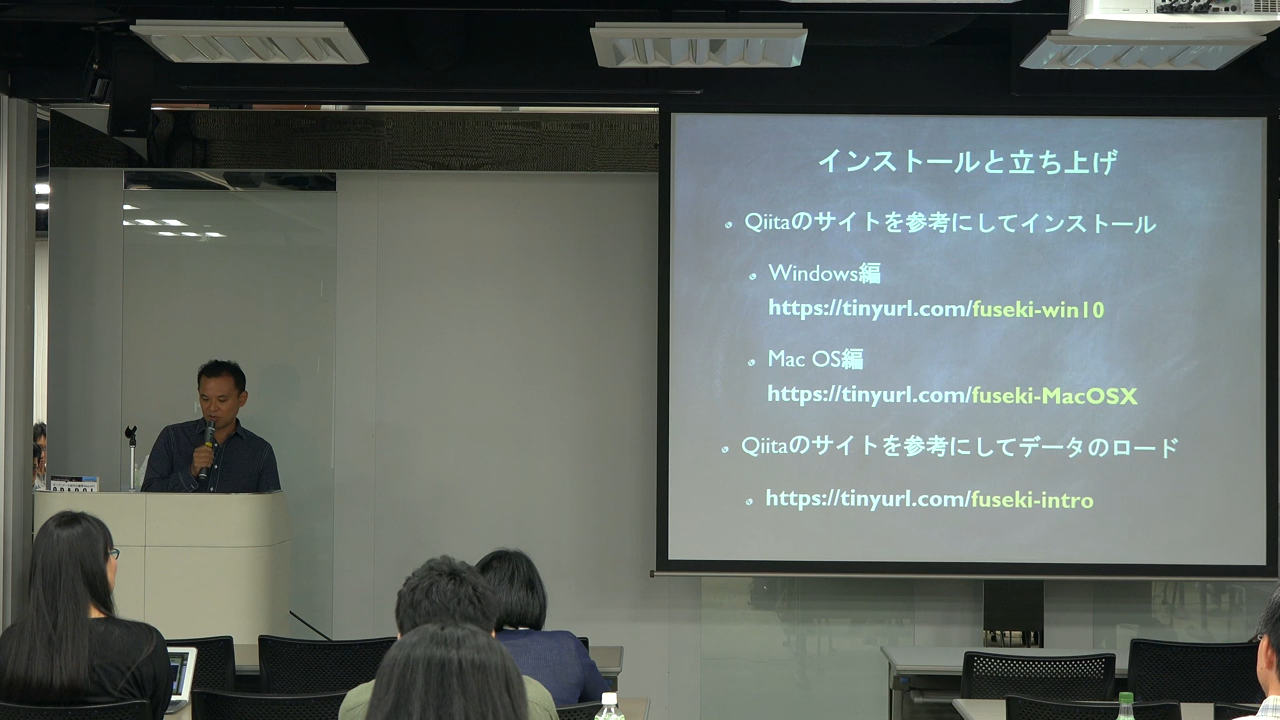 インストールと立ち上げ
Qiitaのサイトを参考にしてインストール
Windows編
https://tinyurl.com/fuseki-win10
Mac OS編
https://tinyurl.com/fuseki-MacOSX
Qiitaのサイトを参考にしてデータのロード
https://tinyurl.com/fuseki-intro